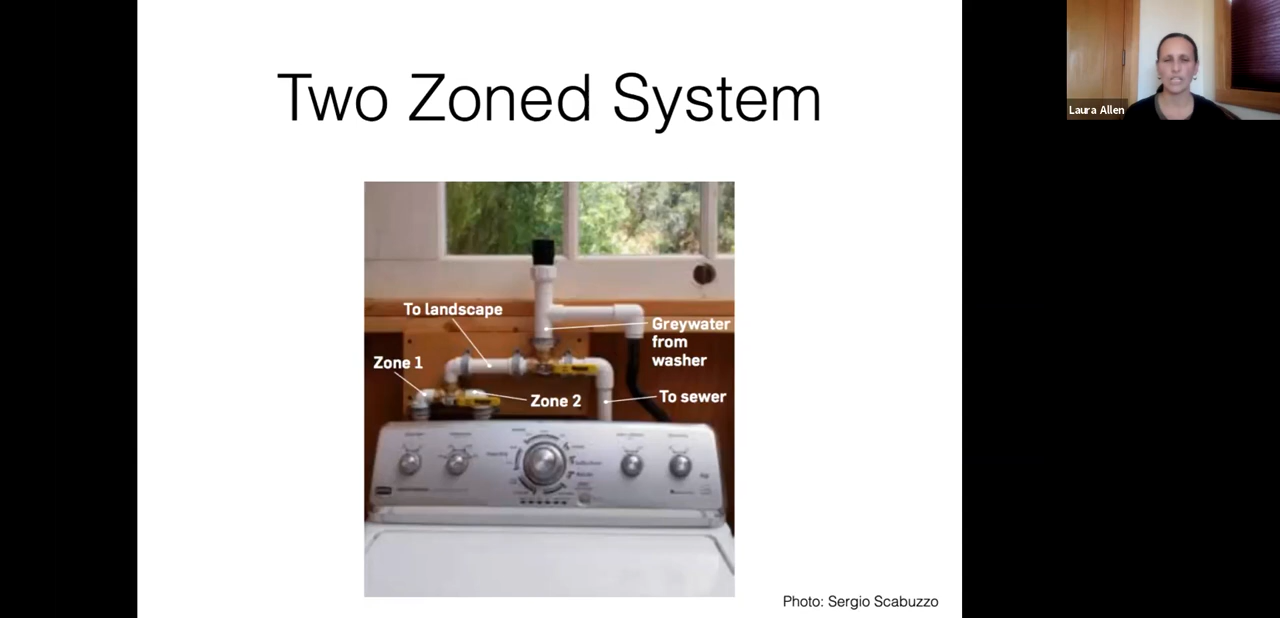 Two Zoned System
Laura Allen
To landscape
Greywater
from
washer
Zone 1
Zone 2
To sewer
Photo: Sergio Scabuzzo